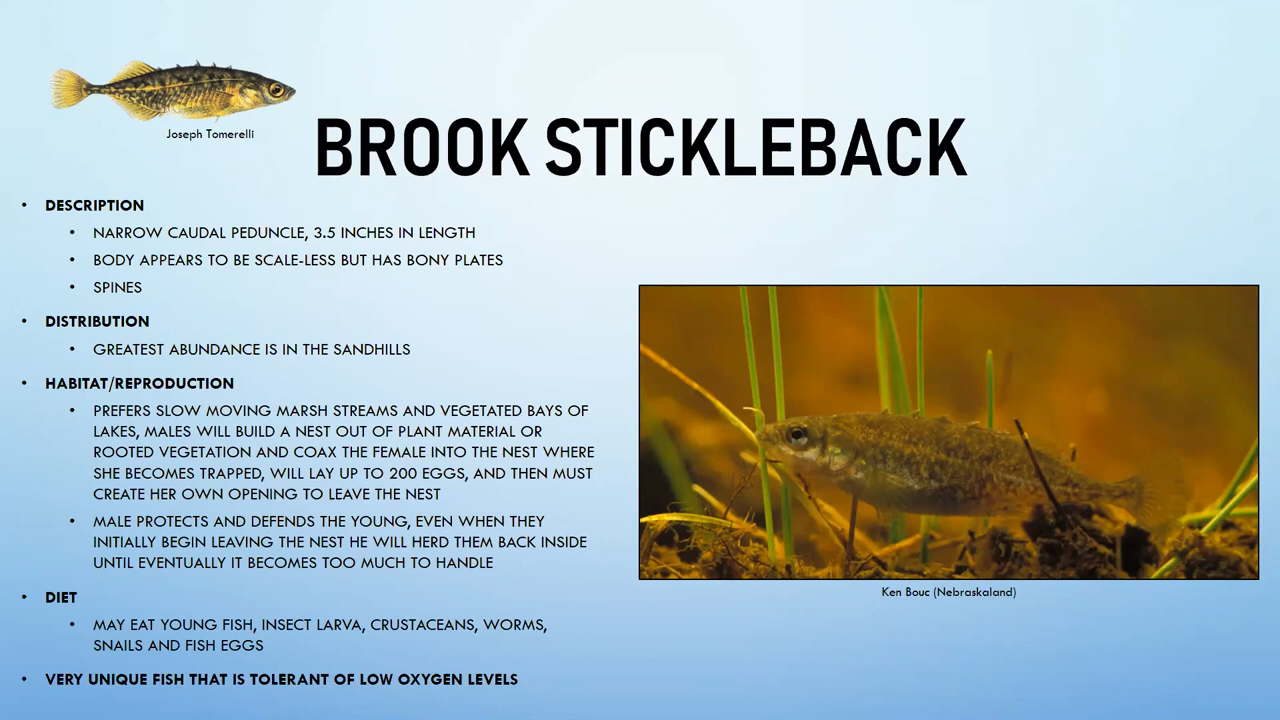 Joseph Tomerelli
BROOK STICKLEBACK
• DESCRIPTION
• NARROW CAUDAL PEDUNCLE, 3.5 INCHES IN LENGTH
• BODY APPEARS TO BE SCALE-LESS BUT HAS BONY PLATES
• SPINES
• DISTRIBUTION
• GREATEST ABUNDANCE IS IN THE SANDHILLS
• HABITAT/REPRODUCTION
• PREFERS SLOW MOVING MARSH STREAMS AND VEGETATED BAYS OF
LAKES, MALES WILL BUILD A NEST OUT OF PLANT MATERIAL OR
ROOTED VEGETATION AND COAX THE FEMALE INTO THE NEST WHERE
SHE BECOMES TRAPPED, WILL LAY UP TO 200 EGGS, AND THEN MUST
CREATE HER OWN OPENING TO LEAVE THE NEST
• MALE PROTECTS AND DEFENDS THE YOUNG, EVEN WHEN THEY
INITIALLY BEGIN LEAVING THE NEST HE WILL HERD THEM BACK INSIDE
UNTIL EVENTUALLY IT BECOMES TOO MUCH TO HANDLE
• DIET
• MAY EAT YOUNG FISH, INSECT LARVA, CRUSTACEANS, WORMS,
SNAILS AND FISH EGGS
• VERY UNIQUE FISH THAT IS TOLERANT OF LOW OXYGEN LEVELS
Ken Bouc (Nebraskaland)